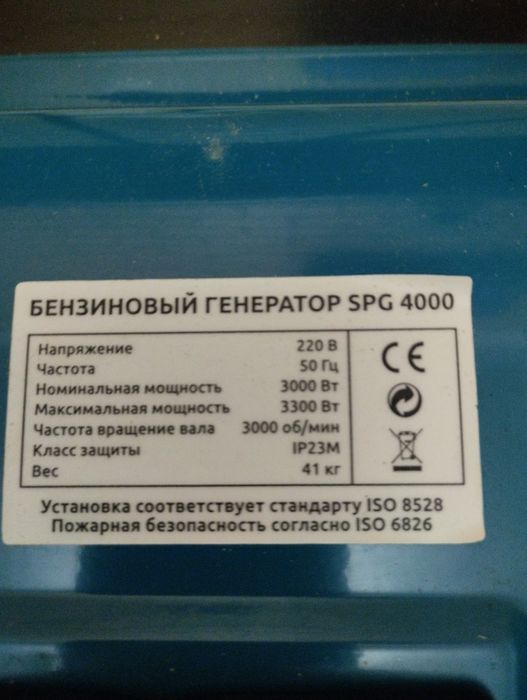 БЕНЗИНОВЫЙ ГЕНЕРАТОР SPG 4000
Напряжение 220 В
Частота 50 Гц
Номинальная мощность 3000 Вт
Максимальная мощность 3300 Вт
Частота вращение вала 3000 об/мин
Класс защиты IP23M
Вес 41 кг
CE
Установка соответствует стандарту ISO 8528
Пожарная безопасность согласно ISO 6826